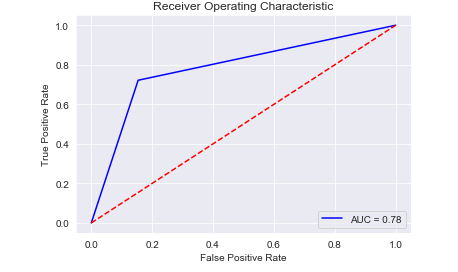 Receiver Operating Characteristic
1.0
0.8
0.6
0.4
0.2
0.0
True Positive Rate
AUC = 0.78
0.0 0.2 0.4 0.6 0.8 1.0
False Positive Rate